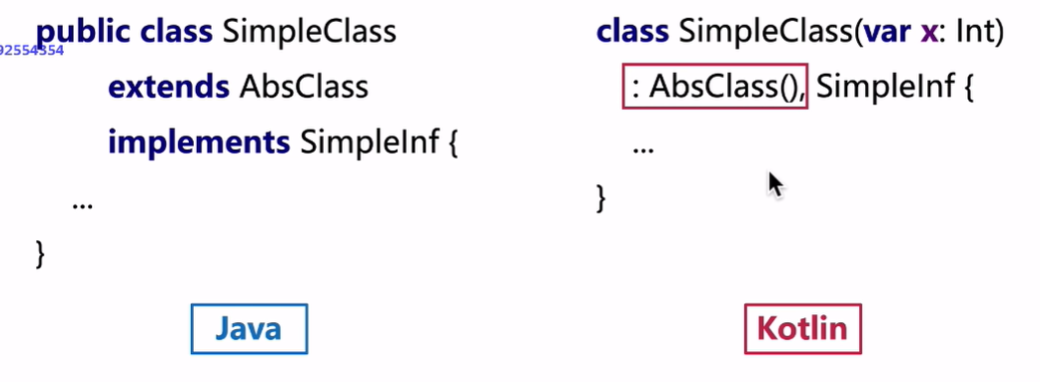 public class SimpleClass
92554354
extends AbsClass
implements SimpleInf {
...
}
Java
class SimpleClass(var x: Int)
: AbsClass(), SimpleInf {
...
}
Kotlin